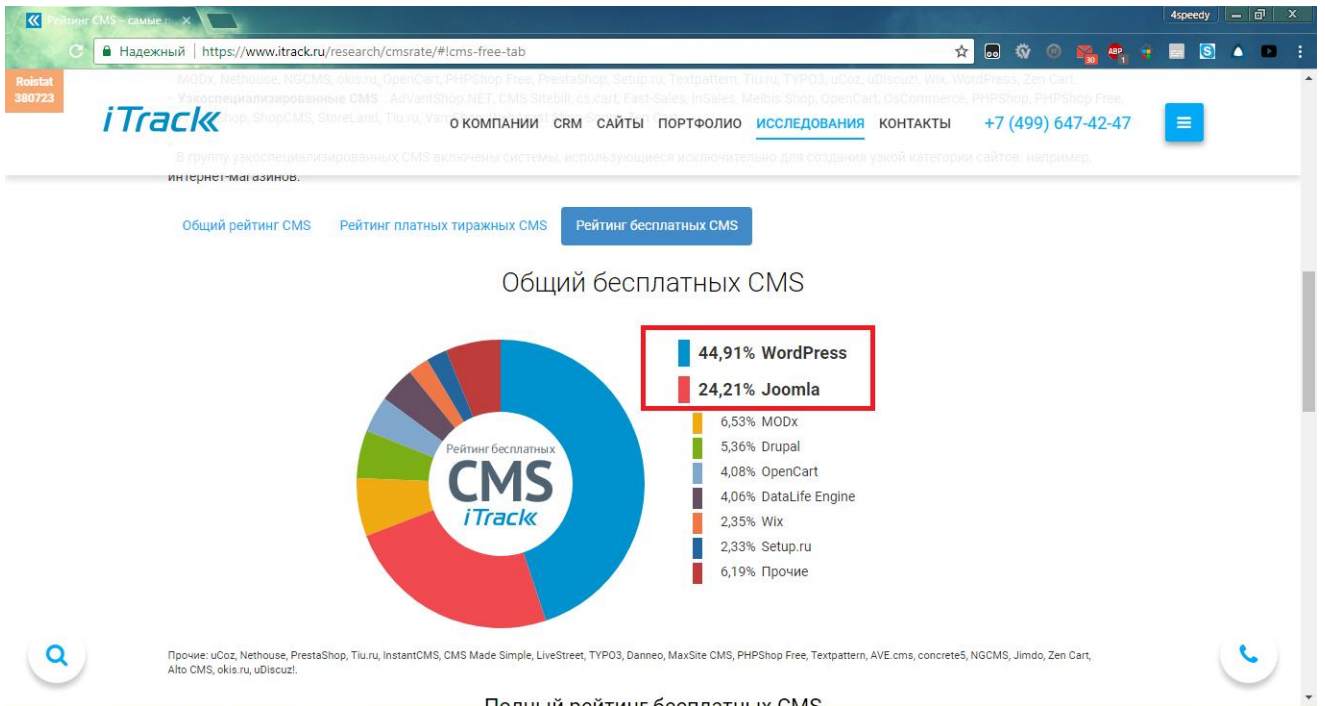 Рейтинг CMS – самые п
4speedy
Надежный
https://www.itrack.ru/research/cmsrate/#!cms-free-tab
Roistat
380723
MODx, Nethouse, NGCMS, okis.ru, OpenCart, PHPShop Free, PrestaShop, Setup.ru, Textpattern, Tiu.ru, TYPO3, uCoz, uDiscuz!, Wix, WordPress, Zen Cart.
Узкоспециализированные CMS : AdVantShop.NET, CMS Sitebill, cs.cart, Fast-Sales, InSales, Melbis Shop, OpenCart, OsCommerce, PHPShop, PHPShop Free,
Shop, ShopCMS, StoreLand, Tiu.ru,
iTrack
О КОМПАНИИ CRM САЙТЫ ПОРТФОЛИО ИССЛЕДОВАНИЯ КОНТАКТЫ +7 (499) 647-42-47
В группу узкоспециализированных CMS включены системы, использующиеся исключительно для создания узкой категории сайтов, например,
интернет-магазинов.
Общий рейтинг CMS Рейтинг платных тиражных CMS Рейтинг бесплатных CMS
Общий бесплатных CMS
44,91% WordPress
24,21% Joomla
6,53% MODx
5,36% Drupal
4,08% OpenCart
4,06% DataLife Engine
2,35% Wix
2,33% Setup.ru
6,19% Прочие
Рейтинг бесплатных
CMS
iTrack
Прочие: uCoz, Nethouse, PrestaShop, Tiu.ru, InstantCMS, CMS Made Simple, LiveStreet, TYPO3, Danneo, MaxSite CMS, PHPShop Free, Textpattern, AVE.cms, concrete5, NGCMS, Jimdo, Zen Cart,
Alto CMS, okis.ru, uDiscuz!.
Полный рейтинг бесплатных CMS